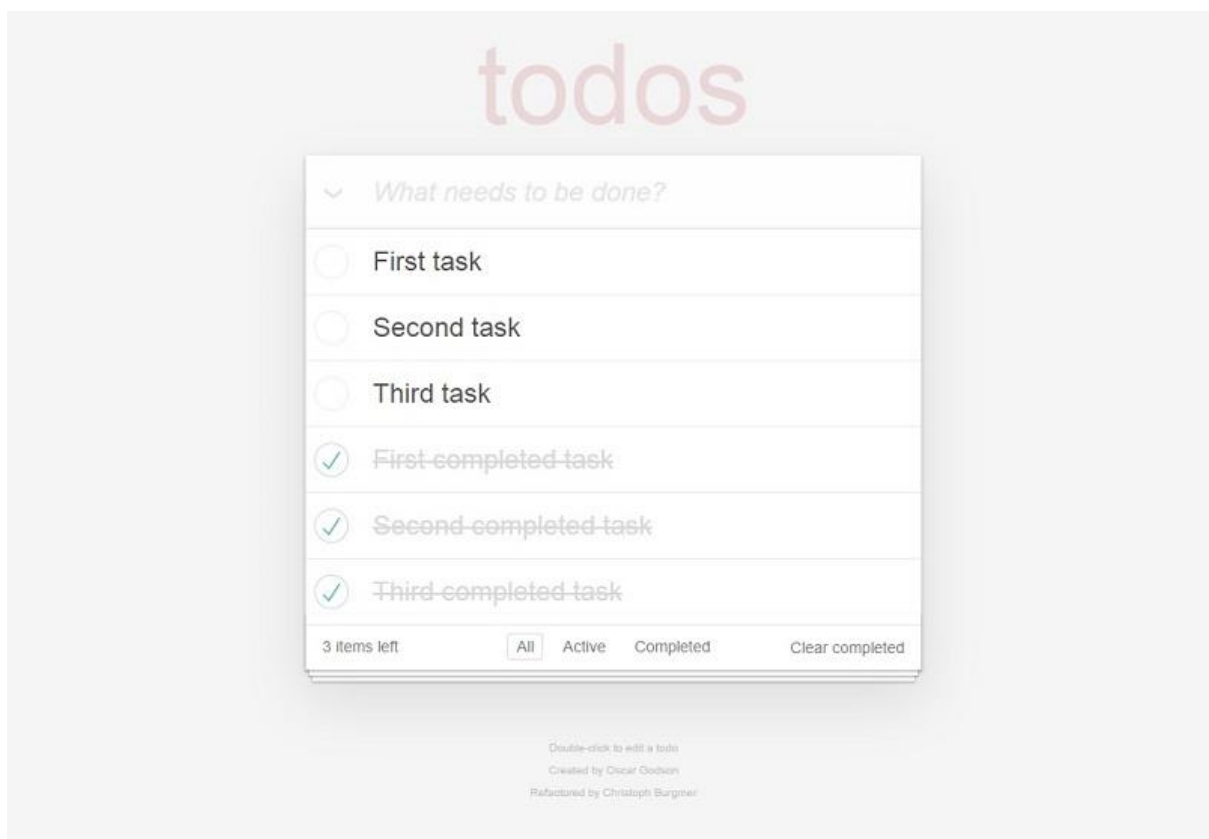 todos
What needs to be done?
First task
Second task
Third task
First completed task
Second completed task
Third completed task
3 items left All Active Completed Clear completed
Double-click to edit a todo
Created by Oscar Godson
Refactored by Christoph Burgmer